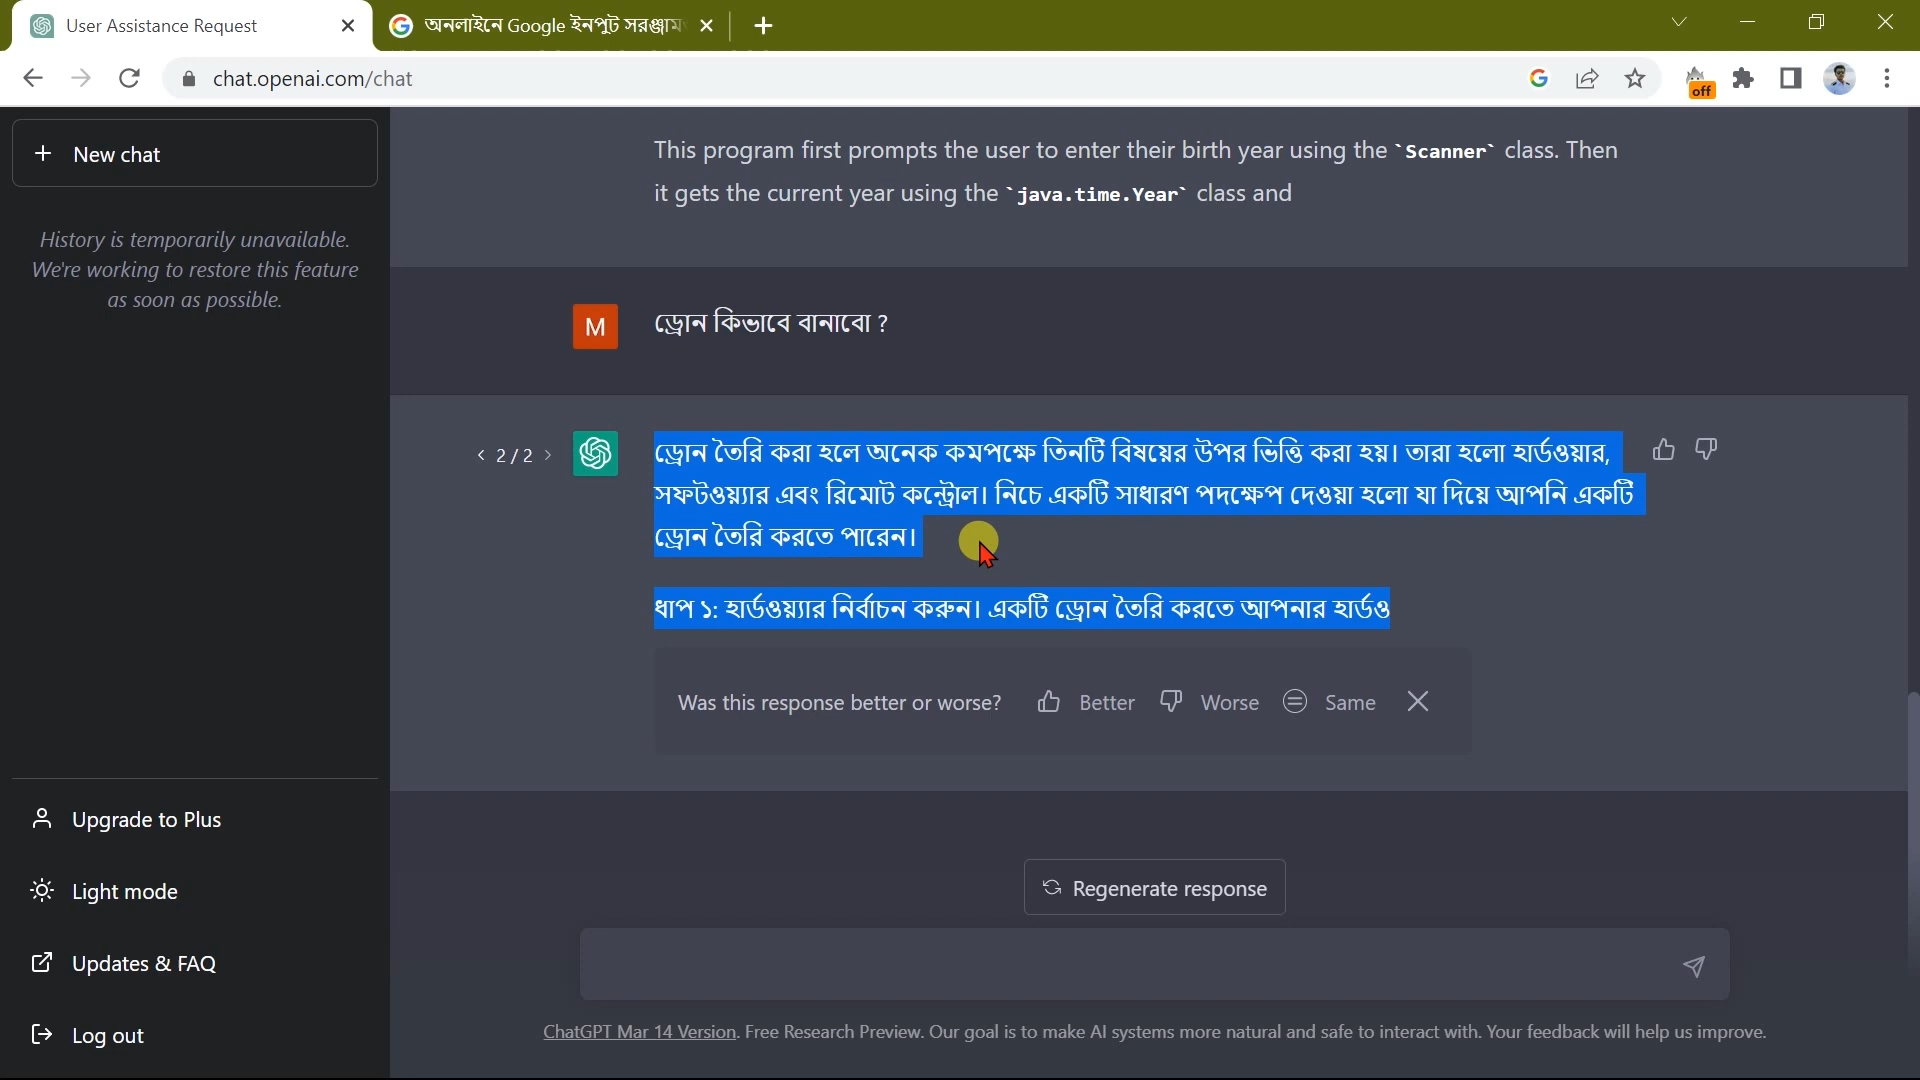 User Assistance Request
অনলাইনে Google ইনপুট সরঞ্জাম
chat.openai.com/chat
off
New chat
History is temporarily unavailable.
We're working to restore this feature
as soon as possible.
Upgrade to Plus
Light mode
Updates & FAQ
Log out
This program first prompts the user to enter their birth year using the `Scanner` class. Then
it gets the current year using the `java.time.Year` class and
M
ড্রোন কিভাবে বানাবো ?
2 / 2
ড্রোন তৈরি করা হলে অনেক কমপক্ষে তিনটি বিষয়ের উপর ভিত্তি করা হয়। তারা হলো হার্ডওয়ার,
সফটওয়্যার এবং রিমোট কন্ট্রোল। নিচে একটি সাধারণ পদক্ষেপ দেওয়া হলো যা দিয়ে আপনি একটি
ড্রোন তৈরি করতে পারেন।
ধাপ ১: হার্ডওয়্যার নির্বাচন করুন। একটি ড্রোন তৈরি করতে আপনার হার্ডও
Was this response better or worse?
Better
Worse
Same
Regenerate response
ChatGPT Mar 14 Version. Free Research Preview. Our goal is to make AI systems more natural and safe to interact with. Your feedback will help us improve.